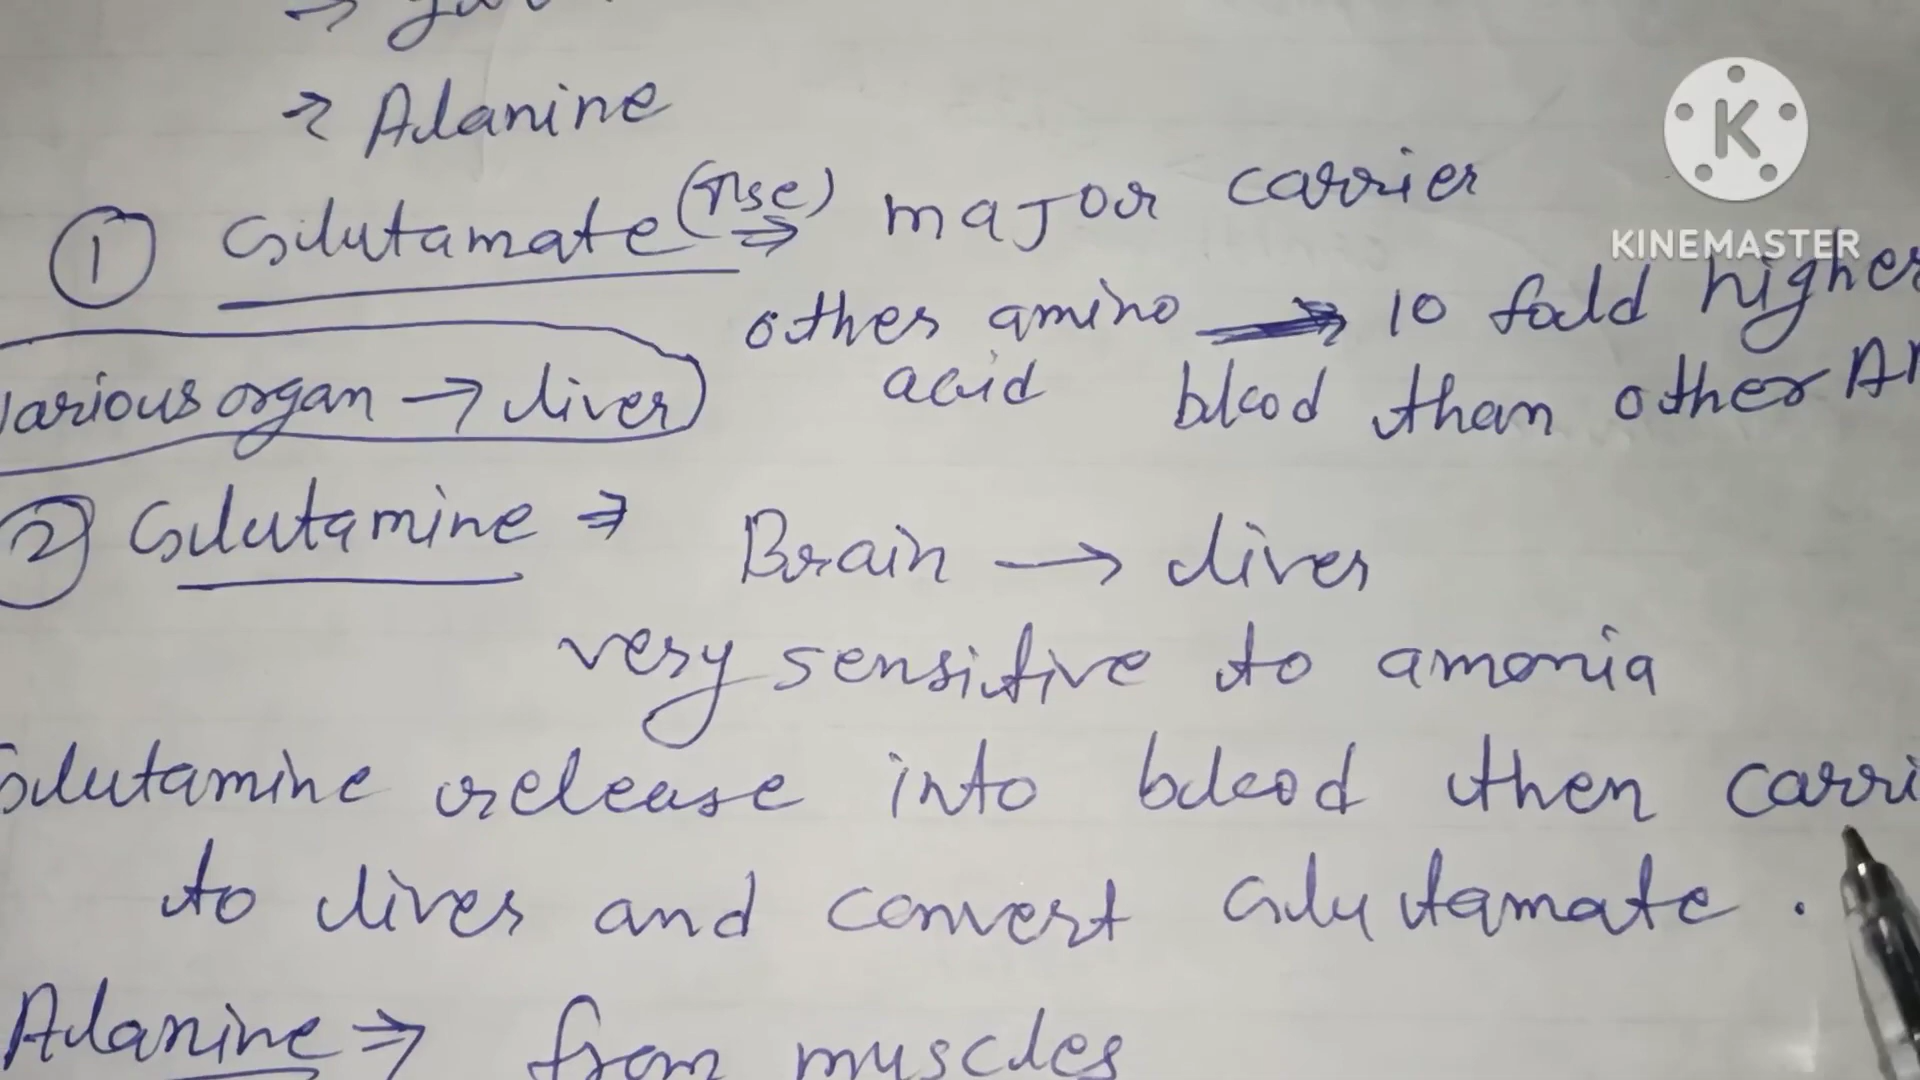 → Alanine
① Glutamate (rise) ⇒ major carrier
KINEMASTER
other amino acid → 10 fold higher
blood than other
various organ → liver
② Glutamine ⇒ Brain → liver
very sensitive to amonia
Glutamine release into blood then carri
to liver and convert Glutamate.
Alanine ⇒ from muscles